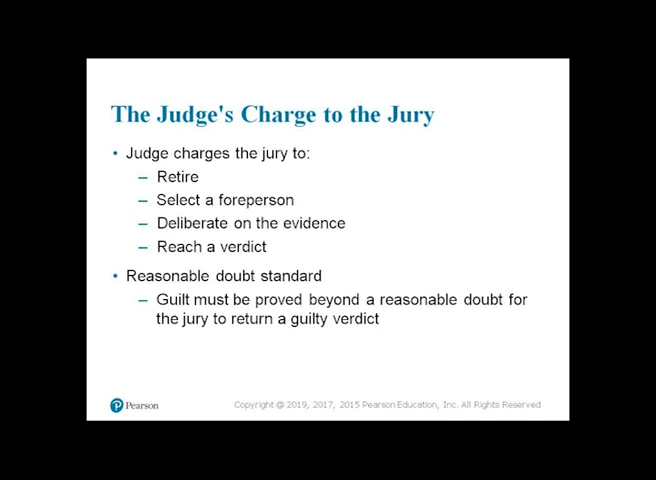 The Judge's Charge to the Jury
• Judge charges the jury to:
– Retire
– Select a foreperson
– Deliberate on the evidence
– Reach a verdict
• Reasonable doubt standard
– Guilt must be proved beyond a reasonable doubt for
the jury to return a guilty verdict
Pearson
Copyright @ 2019, 2017, 2015 Pearson Education, Inc. All Rights Reserved